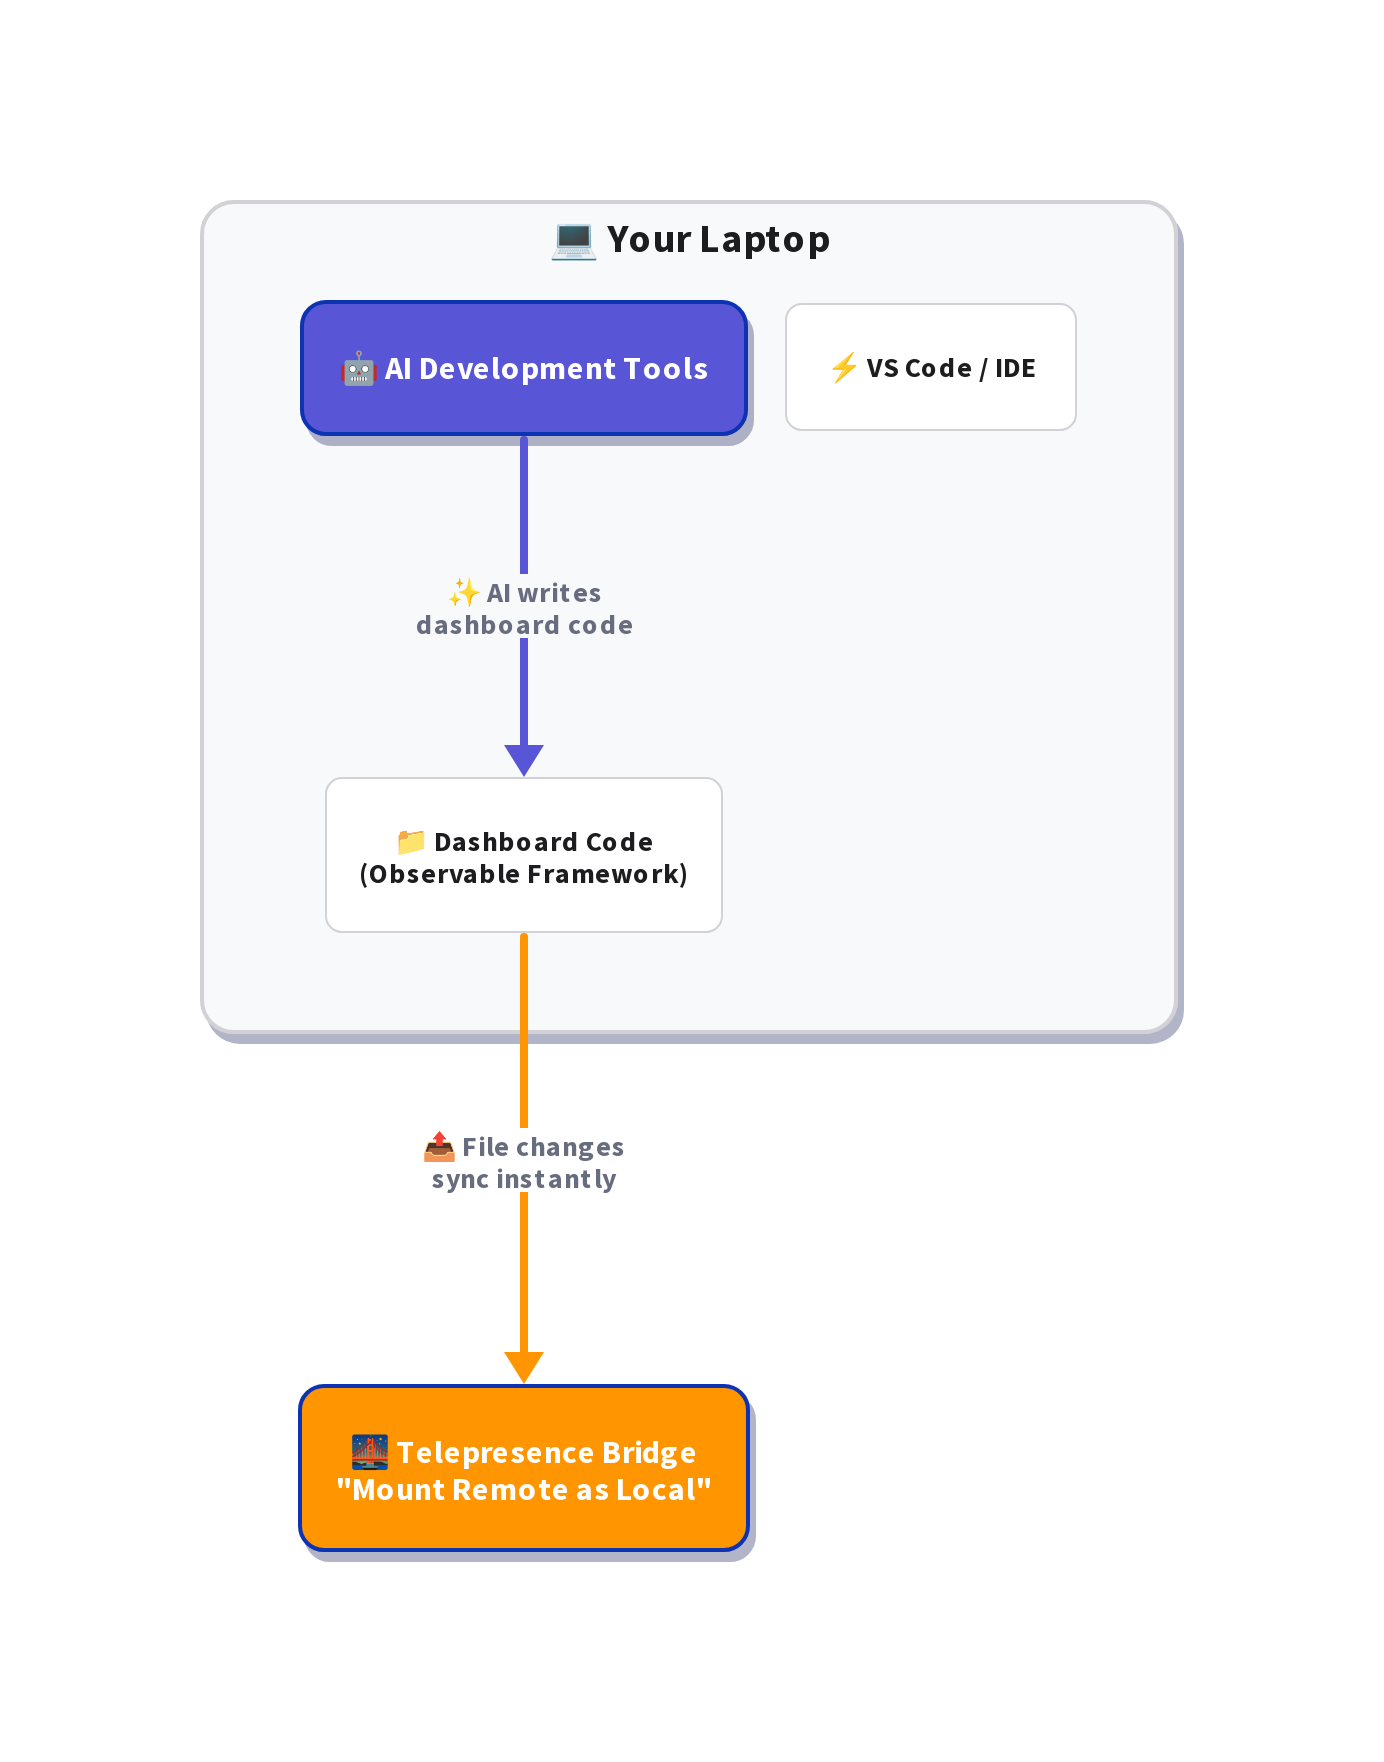 💻 Your Laptop
🤖 AI Development Tools
⚡ VS Code / IDE
✨ AI writes
dashboard code
📁 Dashboard Code
(Observable Framework)
📤 File changes
sync instantly
🌉 Telepresence Bridge
"Mount Remote as Local"